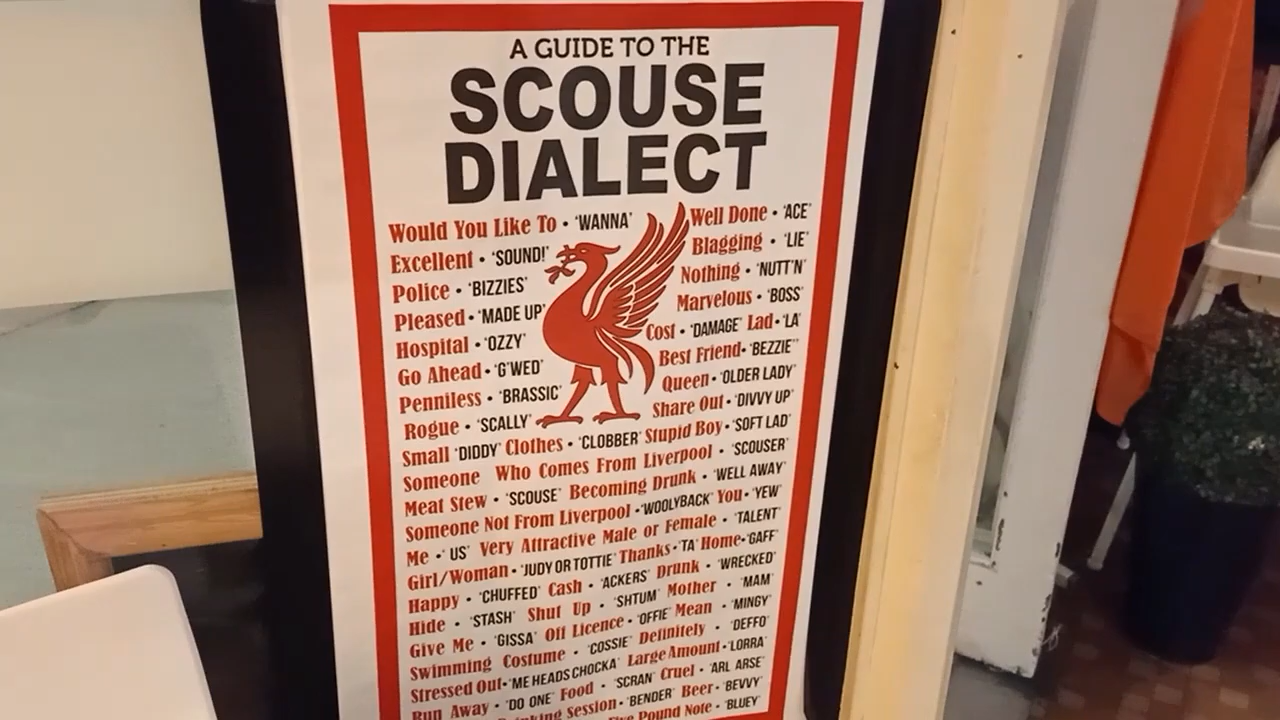 A GUIDE TO THE
SCOUSE
DIALECT
Would You Like To • 'WANNA' Well Done • 'ACE'
Excellent • 'SOUND!' Blagging • 'LIE'
Police • 'BIZZIES' Nothing • 'NUTT'N'
Pleased • 'MADE UP' Marvelous • 'BOSS'
Hospital • 'OZZY' Cost • 'DAMAGE' Lad • 'LA'
Go Ahead • 'G'WED' Best Friend • 'BEZZIE''
Penniless • 'BRASSIC' Queen • 'OLDER LADY'
Rogue • 'SCALLY' Share Out • 'DIVVY UP'
Small 'DIDDY' Clothes • 'CLOBBER' Stupid Boy • 'SOFT LAD'
Someone Who Comes From Liverpool • 'SCOUSER'
Meat Stew • 'SCOUSE' Becoming Drunk • 'WELL AWAY'
Someone Not From Liverpool • 'WOOLYBACK' You • 'YEW'
Me • 'US' Very Attractive Male or Female • 'TALENT'
Girl/Woman • 'JUDY OR TOTTIE' Thanks • 'TA' Home • 'GAFF'
Happy • 'CHUFFED' Cash • 'ACKERS' Drunk • 'WRECKED'
Hide • 'STASH' Shut Up • 'SHTUM' Mother • 'MAM'
Give Me • 'GISSA' Off Licence • 'OFFIE' Mean • 'MINGY'
Swimming Costume • 'COSSIE' Definitely • 'DEFFO'
Stressed Out • 'ME HEADS CHOCKA' Large Amount • 'LORRA'
Run Away • 'DO ONE' Food • 'SCRAN' Cruel • 'ARL ARSE'
Session • 'BENDER' Beer • 'BEVVY'
Pound Note • 'BLUEY'